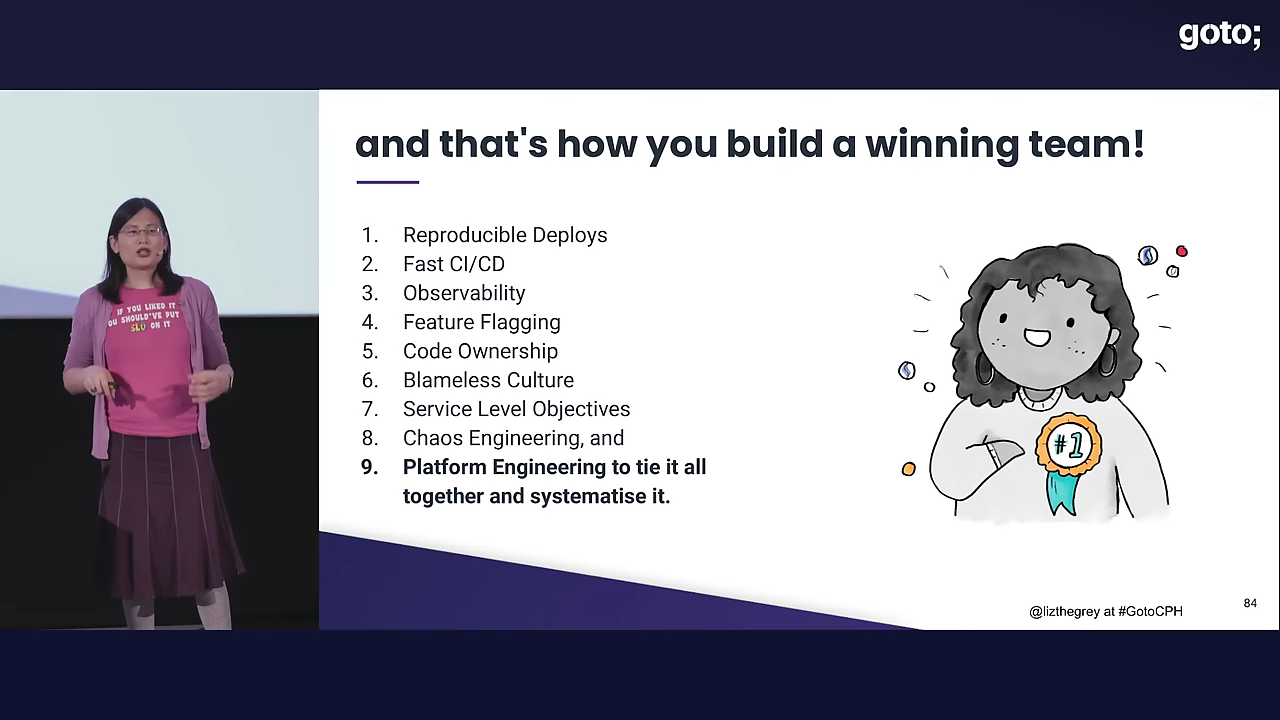 goto;
and that's how you build a winning team!
1. Reproducible Deploys
2. Fast CI/CD
3. Observability
4. Feature Flagging
5. Code Ownership
6. Blameless Culture
7. Service Level Objectives
8. Chaos Engineering, and
9. Platform Engineering to tie it all
together and systematise it.
#1
IF YOU LIKED IT
OU SHOULD'VE PUT
SLO ON IT
@lizthegrey at #GotoCPH
84